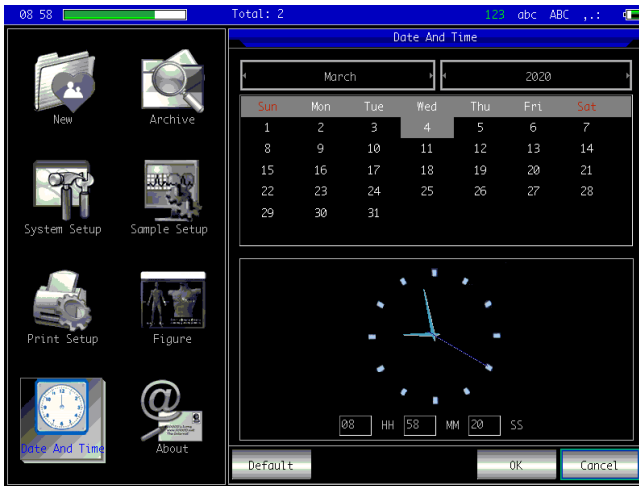 08 58
Total: 2
123 abc ABC ,.:
New
Archive
System Setup
Sample Setup
Print Setup
Figure
Date And Time
About
Date And Time
March
2020
Sun Mon Tue Wed Thu Fri Sat
1 2 3 4 5 6 7
8 9 10 11 12 13 14
15 16 17 18 19 20 21
22 23 24 25 26 27 28
29 30 31
08 HH 58 MM 20 SS
Default
OK
Cancel